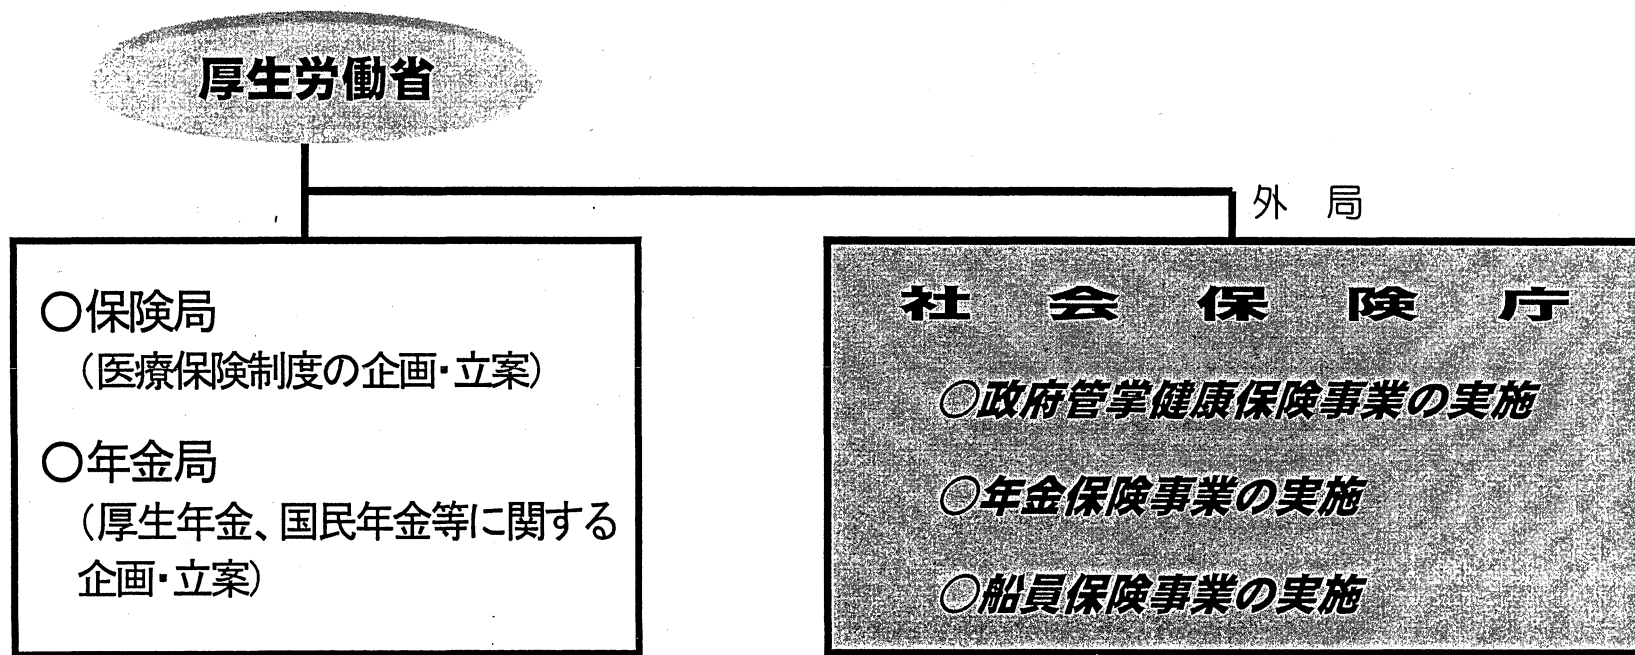 厚生労働省
外 局
○保険局
(医療保険制度の企画・立案)
○年金局
(厚生年金、国民年金等に関する
企画・立案)
社 会 保 険 庁
○政府管掌健康保険事業の実施
○年金保険事業の実施
○船員保険事業の実施